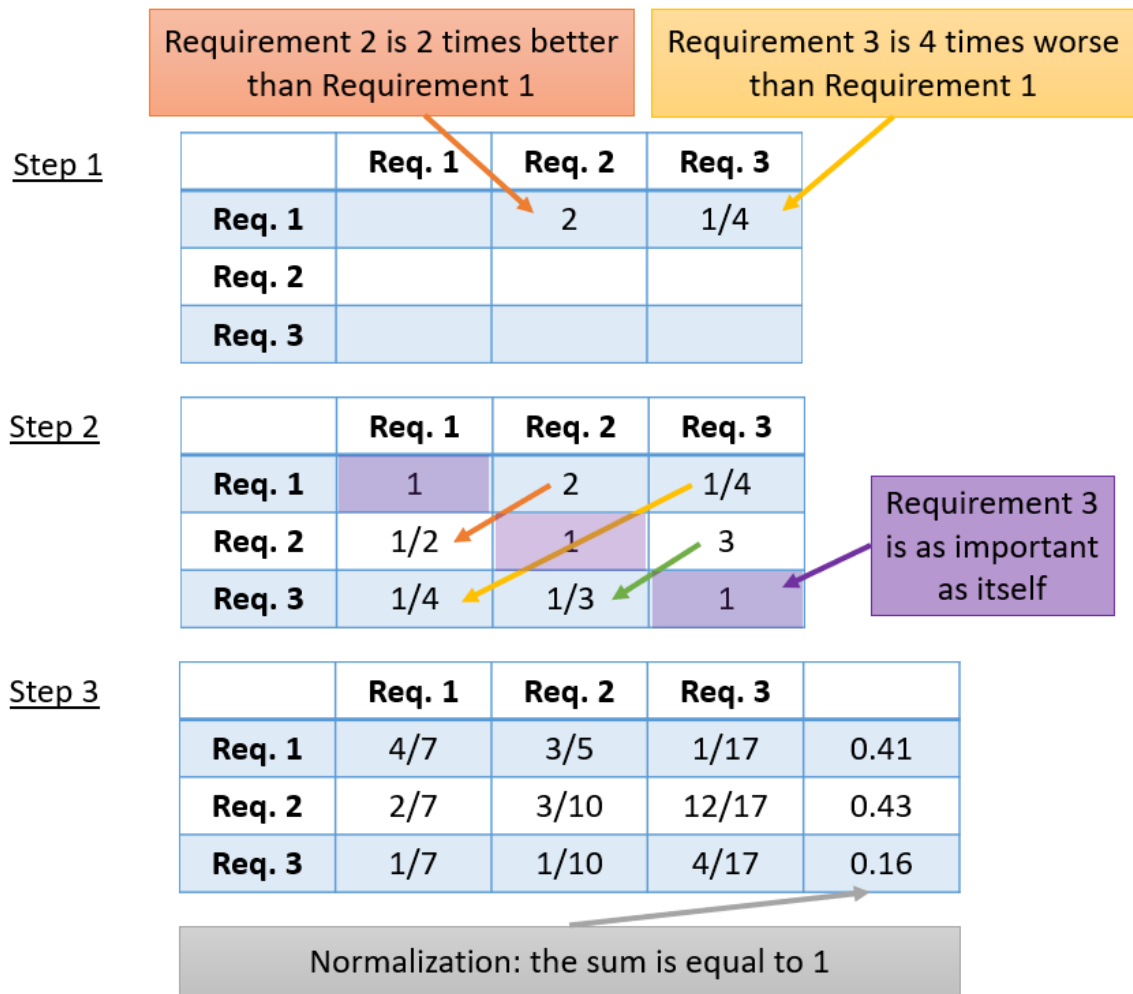 Requirement 2 is 2 times better
than Requirement 1
Requirement 3 is 4 times worse
than Requirement 1
Step 1
Req. 1 Req. 2 Req. 3
Req. 1 2 1/4
Req. 2
Req. 3
Step 2
Req. 1 Req. 2 Req. 3
Req. 1 1 2 1/4
Req. 2 1/2 1 3
Req. 3 1/4 1/3 1
Requirement 3
is as important
as itself
Step 3
Req. 1 Req. 2 Req. 3
Req. 1 4/7 3/5 1/17 0.41
Req. 2 2/7 3/10 12/17 0.43
Req. 3 1/7 1/10 4/17 0.16
Normalization: the sum is equal to 1